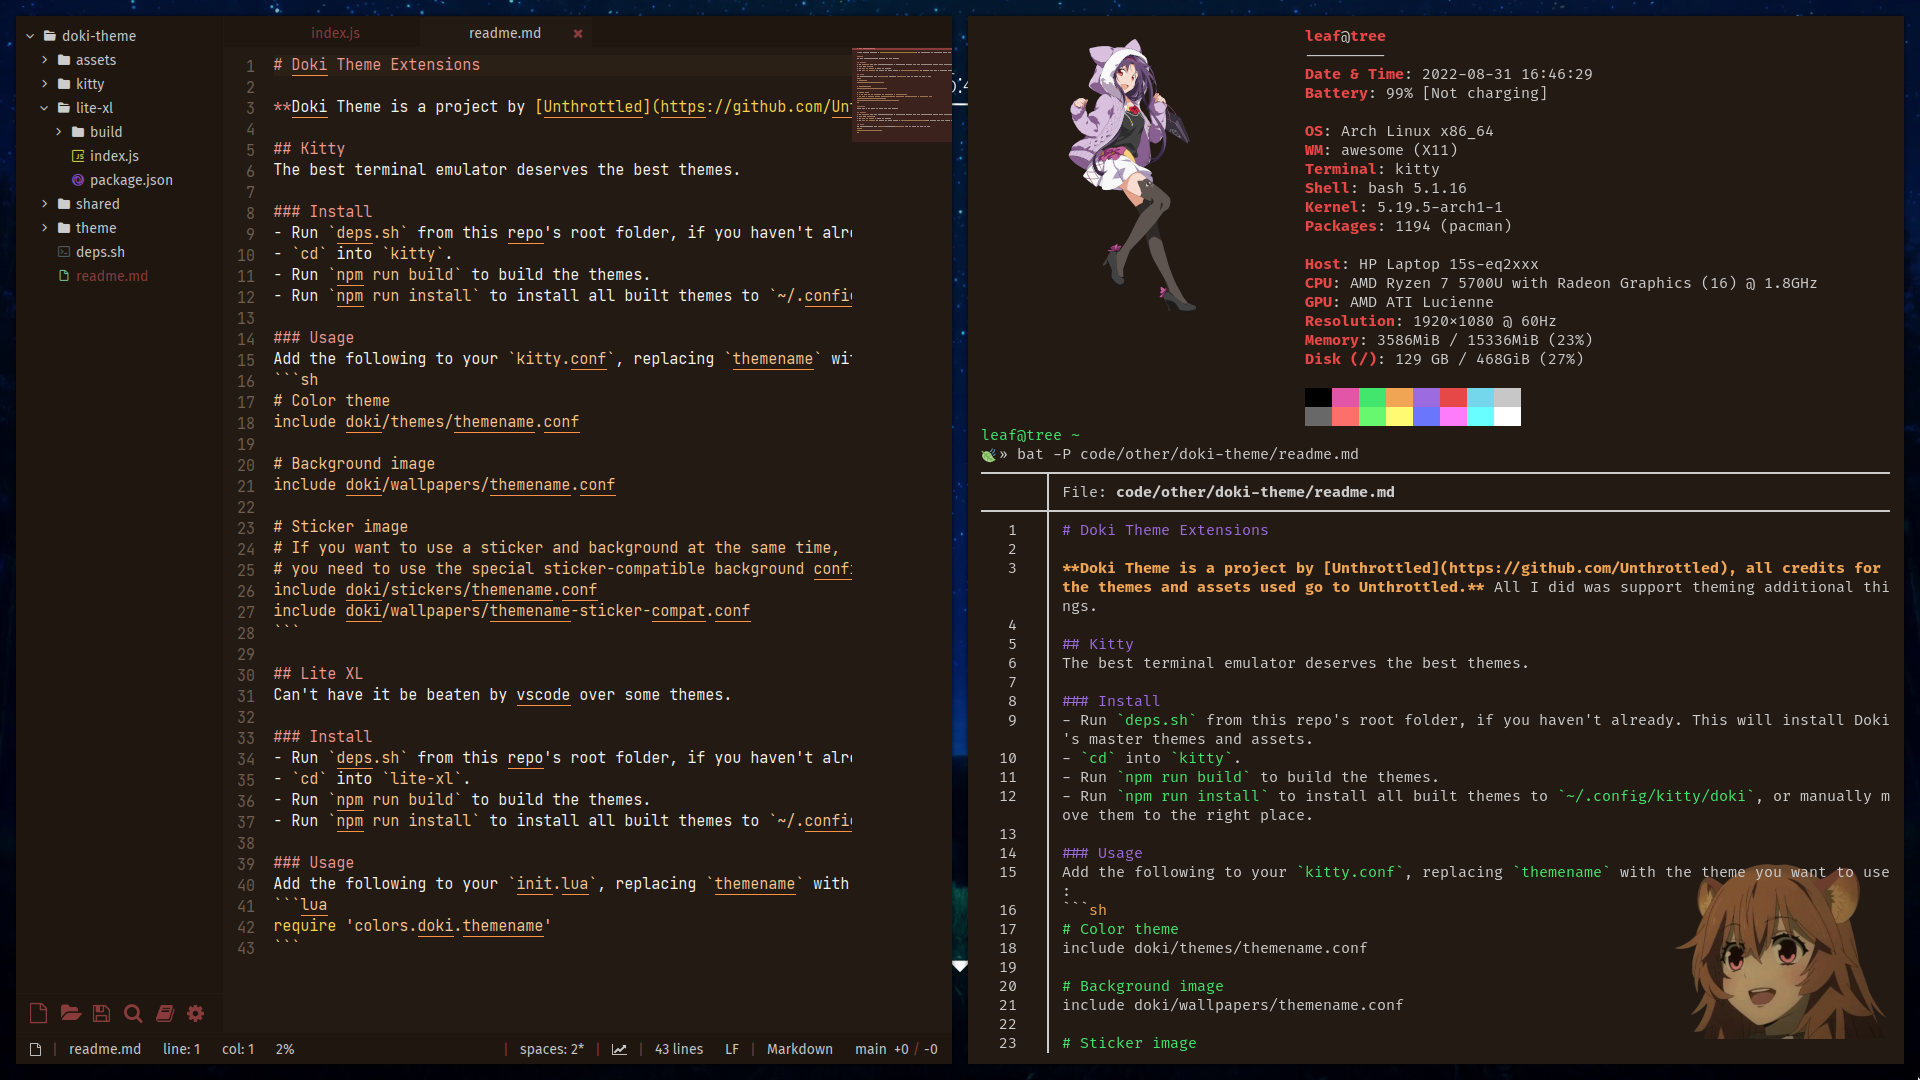 doki-theme
assets
kitty
lite-xl
build
index.js
package.json
shared
theme
deps.sh
readme.md
index.js
readme.md
1 # Doki Theme Extensions
2
3 **Doki Theme is a project by [Unthrottled](https://github.com/Unt
4
5 ## Kitty
6 The best terminal emulator deserves the best themes.
7
8 ### Install
9 - Run `deps.sh` from this repo's root folder, if you haven't alre
10 - `cd` into `kitty`.
11 - Run `npm run build` to build the themes.
12 - Run `npm run install` to install all built themes to `~/.config
13
14 ### Usage
15 Add the following to your `kitty.conf`, replacing `themename` wit
16 ```sh
17 # Color theme
18 include doki/themes/themename.conf
19
20 # Background image
21 include doki/wallpapers/themename.conf
22
23 # Sticker image
24 # If you want to use a sticker and background at the same time,
25 # you need to use the special sticker-compatible background confi
26 include doki/stickers/themename.conf
27 include doki/wallpapers/themename-sticker-compat.conf
28 ```
29
30 ## Lite XL
31 Can't have it be beaten by vscode over some themes.
32
33 ### Install
34 - Run `deps.sh` from this repo's root folder, if you haven't alre
35 - `cd` into `lite-xl`.
36 - Run `npm run build` to build the themes.
37 - Run `npm run install` to install all built themes to `~/.config
38
39 ### Usage
40 Add the following to your `init.lua`, replacing `themename` with
41 ```lua
42 require 'colors.doki.themename'
43 ```
readme.md line: 1 col: 1 2% spaces: 2* 43 lines LF Markdown main +0 / -0
leaf@tree
Date & Time: 2022-08-31 16:46:29
Battery: 99% [Not charging]
OS: Arch Linux x86_64
WM: awesome (X11)
Terminal: kitty
Shell: bash 5.1.16
Kernel: 5.19.5-arch1-1
Packages: 1194 (pacman)
Host: HP Laptop 15s-eq2xxx
CPU: AMD Ryzen 7 5700U with Radeon Graphics (16) @ 1.8GHz
GPU: AMD ATI Lucienne
Resolution: 1920×1080 @ 60Hz
Memory: 3586MiB / 15336MiB (23%)
Disk (/): 129 GB / 468GiB (27%)
leaf@tree ~
» bat -P code/other/doki-theme/readme.md
File: code/other/doki-theme/readme.md
1 # Doki Theme Extensions
2
3 **Doki Theme is a project by [Unthrottled](https://github.com/Unthrottled), all credits for
the themes and assets used go to Unthrottled.** All I did was support theming additional thi
ngs.
4
5 ## Kitty
6 The best terminal emulator deserves the best themes.
7
8 ### Install
9 - Run `deps.sh` from this repo's root folder, if you haven't already. This will install Doki
's master themes and assets.
10 - `cd` into `kitty`.
11 - Run `npm run build` to build the themes.
12 - Run `npm run install` to install all built themes to `~/.config/kitty/doki`, or manually m
ove them to the right place.
13
14 ### Usage
15 Add the following to your `kitty.conf`, replacing `themename` with the theme you want to use
:
16 ```sh
17 # Color theme
18 include doki/themes/themename.conf
19
20 # Background image
21 include doki/wallpapers/themename.conf
22
23 # Sticker image